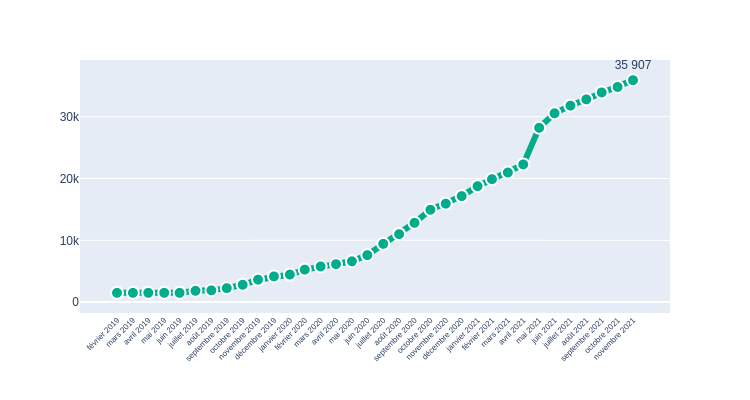 35 907
30k
20k
10k
0
février 2019
mars 2019
avril 2019
mai 2019
juin 2019
juillet 2019
août 2019
septembre 2019
octobre 2019
novembre 2019
décembre 2019
janvier 2020
février 2020
mars 2020
avril 2020
mai 2020
juin 2020
juillet 2020
août 2020
septembre 2020
octobre 2020
novembre 2020
décembre 2020
janvier 2021
février 2021
mars 2021
avril 2021
mai 2021
juin 2021
juillet 2021
août 2021
septembre 2021
octobre 2021
novembre 2021